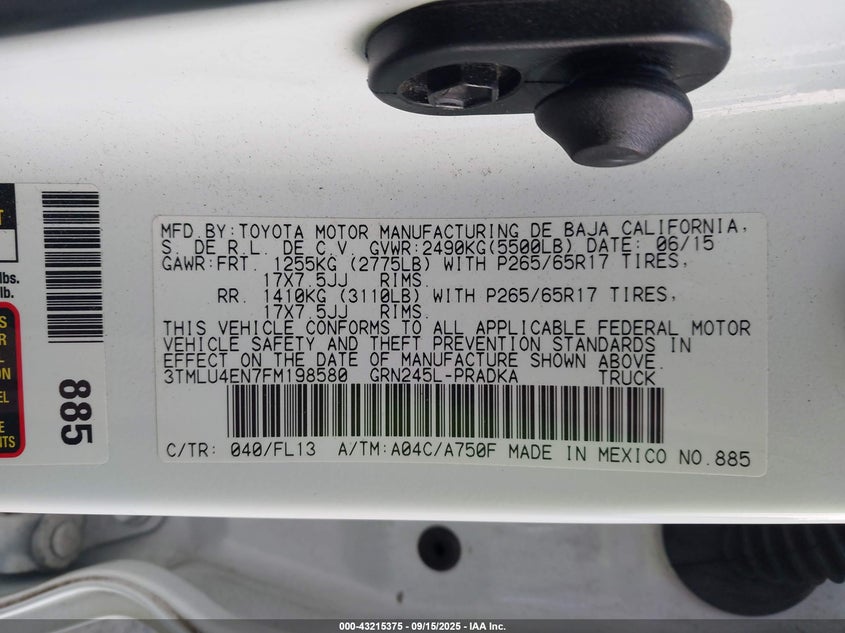 MFD.BY:TOYOTA MOTOR MANUFACTURING DE BAJA CALIFORNIA,
S. DE R.L. DE C.V. GVWR:2490KG(5500LB) DATE: 06/15
GAWR:FRT. 1255KG (2775LB) WITH P265/65R17 TIRES,
17X7.5JJ RIMS.
RR. 1410KG (3110LB) WITH P265/65R17 TIRES,
17X7.5JJ RIMS.
THIS VEHICLE CONFORMS TO ALL APPLICABLE FEDERAL MOTOR
VEHICLE SAFETY AND THEFT PREVENTION STANDARDS IN
EFFECT ON THE DATE OF MANUFACTURE SHOWN ABOVE.
3TMLU4EN7FM198580 GRN245L-PRADKA TRUCK
C/TR: 040/FL13 A/TM:A04C/A750F MADE IN MEXICO NO.885
lbs.
lb.
885
000-43215375 - 09/15/2025 - IAA Inc.